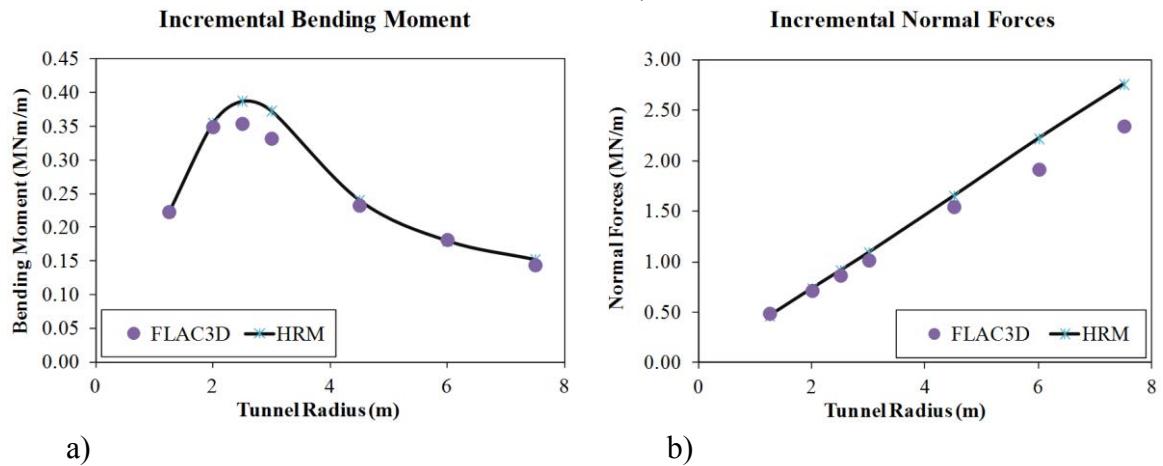 Incremental Bending Moment
Bending Moment (MNm/m)
0.45
0.40
0.35
0.30
0.25
0.20
0.15
0.10
0.05
0.00
FLAC3D HRM
0 2 4 6 8
Tunnel Radius (m)
a)
Incremental Normal Forces
Normal Forces (MN/m)
3.00
2.50
2.00
1.50
1.00
0.50
0.00
FLAC3D HRM
0 2 4 6 8
Tunnel Radius (m)
b)